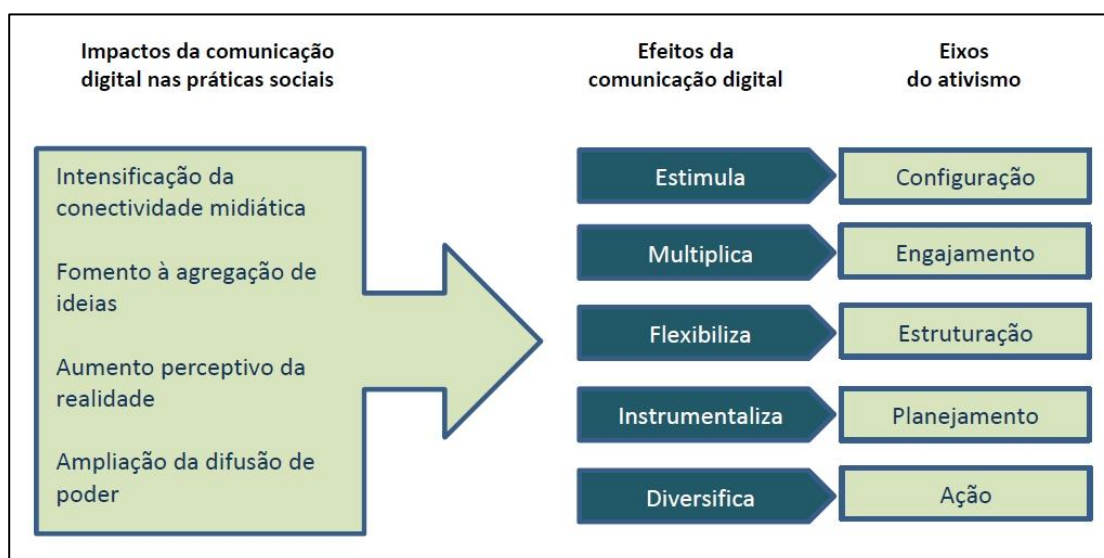 Impactos da comunicação
digital nas práticas sociais
Efeitos da
comunicação digital
Eixos
do ativismo
Intensificação da
conectividade midiática
Fomento à agregação de
ideias
Aumento perceptivo da
realidade
Ampliação da difusão de
poder
Estimula
Configuração
Multiplica
Engajamento
Flexibiliza
Estruturação
Instrumentaliza
Planejamento
Diversifica
Ação